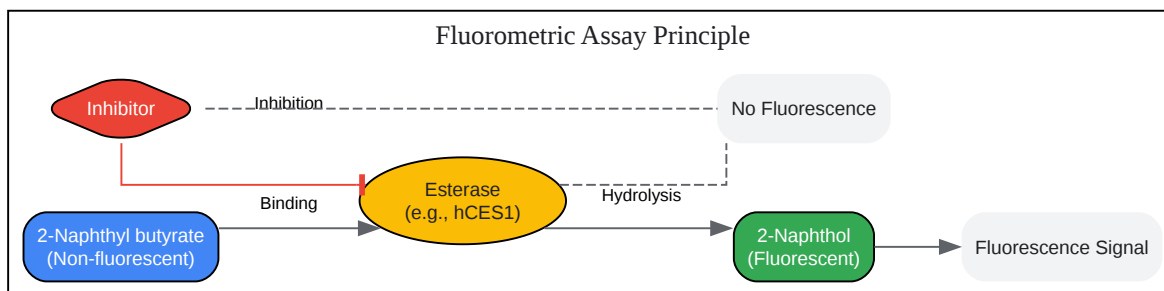 Fluorometric Assay Principle
Inhibitor
Inhibition
No Fluorescence
Esterase
(e.g., hCES1)
Binding
Hydrolysis
2-Naphthyl butyrate
(Non-fluorescent)
2-Naphthol
(Fluorescent)
Fluorescence Signal